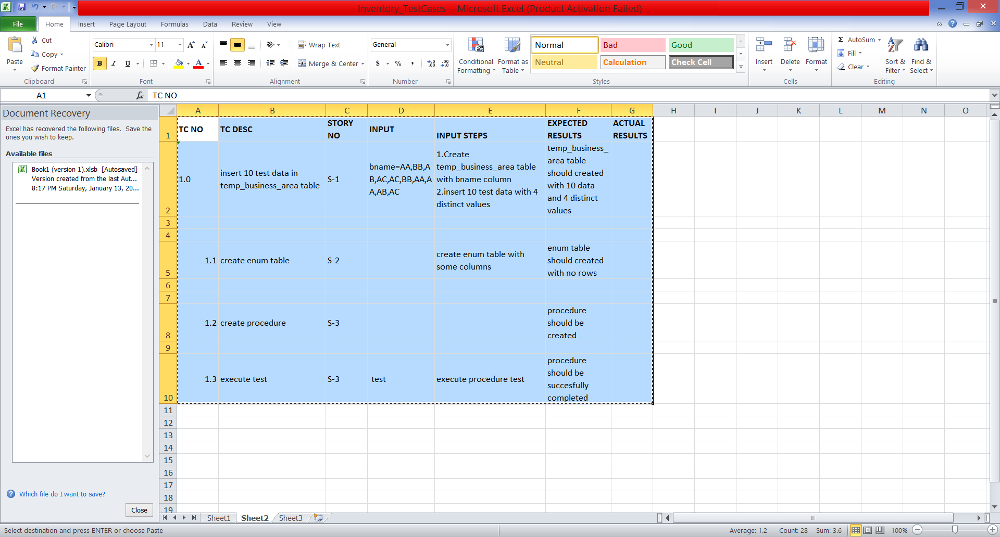 Inventory TestCases - Microsoft Excel (Product Activation Failed)
File Home Insert Page Layout Formulas Data Review View
Paste
Cut
Copy
Format Painter
Clipboard
Calibri 11
B I U
Font
Wrap Text
Merge & Center
Alignment
General
$ % ,
Number
Conditional
Formatting
Format as
Table
Normal Bad Good
Neutral Calculation Check Cell
Styles
Insert Delete Format
Cells
Σ AutoSum
Fill
Clear
Sort &
Filter
Find &
Select
Editing
A1 fx TC NO
Document Recovery
Excel has recovered the following files. Save the
ones you wish to keep.
Available files
Book1 (version 1).xlsb [Autosaved]
Version created from the last Aut...
8:17 PM Saturday, January 13, 20...
Which file do I want to save?
Close
A B C D E F G H I J K L M N O
1
TC NO
TC DESC
STORY
NO
INPUT
INPUT STEPS
EXPECTED
RESULTS
ACTUAL
RESULTS
2
1.0
insert 10 test data in
temp_business_area table
S-1
bname=AA,BB,A
B,AC,AC,BB,AA,A
A,AB,AC
1.Create
temp_business_area table
with bname column
2.insert 10 test data with 4
distinct values
temp_business_
area table
should created
with 10 data
and 4 distinct
values
3
4
5
1.1
create enum table
S-2
create enum table with
some columns
enum table
should created
with no rows
6
7
8
1.2
create procedure
S-3
procedure
should be
created
9
10
1.3
execute test
S-3
test
execute procedure test
procedure
should be
succesfully
completed
11
12
13
14
15
16
17
18
19
Sheet1 Sheet2 Sheet3
Select destination and press ENTER or choose Paste
Average: 1.2 Count: 28 Sum: 3.6 100%